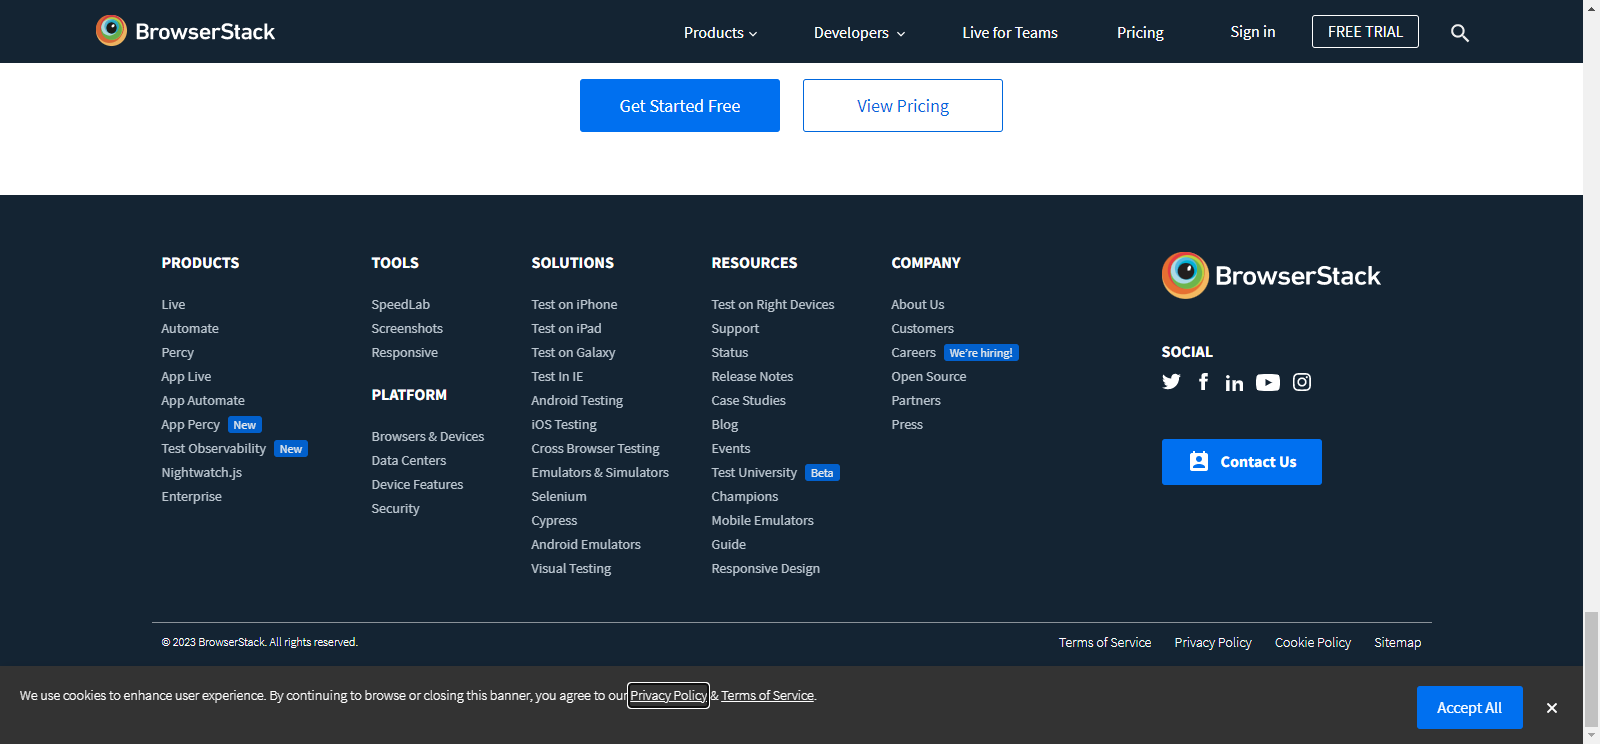 BrowserStack
Products
Developers
Live for Teams
Pricing
Sign in
FREE TRIAL
Get Started Free
View Pricing
PRODUCTS
Live
Automate
Percy
App Live
App Automate
App Percy New
Test Observability New
Nightwatch.js
Enterprise
TOOLS
SpeedLab
Screenshots
Responsive
PLATFORM
Browsers & Devices
Data Centers
Device Features
Security
SOLUTIONS
Test on iPhone
Test on iPad
Test on Galaxy
Test In IE
Android Testing
iOS Testing
Cross Browser Testing
Emulators & Simulators
Selenium
Cypress
Android Emulators
Visual Testing
RESOURCES
Test on Right Devices
Support
Status
Release Notes
Case Studies
Blog
Events
Test University Beta
Champions
Mobile Emulators
Guide
Responsive Design
COMPANY
About Us
Customers
Careers We're hiring!
Open Source
Partners
Press
BrowserStack
SOCIAL
Contact Us
© 2023 BrowserStack. All rights reserved.
Terms of Service
Privacy Policy
Cookie Policy
Sitemap
We use cookies to enhance user experience. By continuing to browse or closing this banner, you agree to our Privacy Policy & Terms of Service.
Accept All